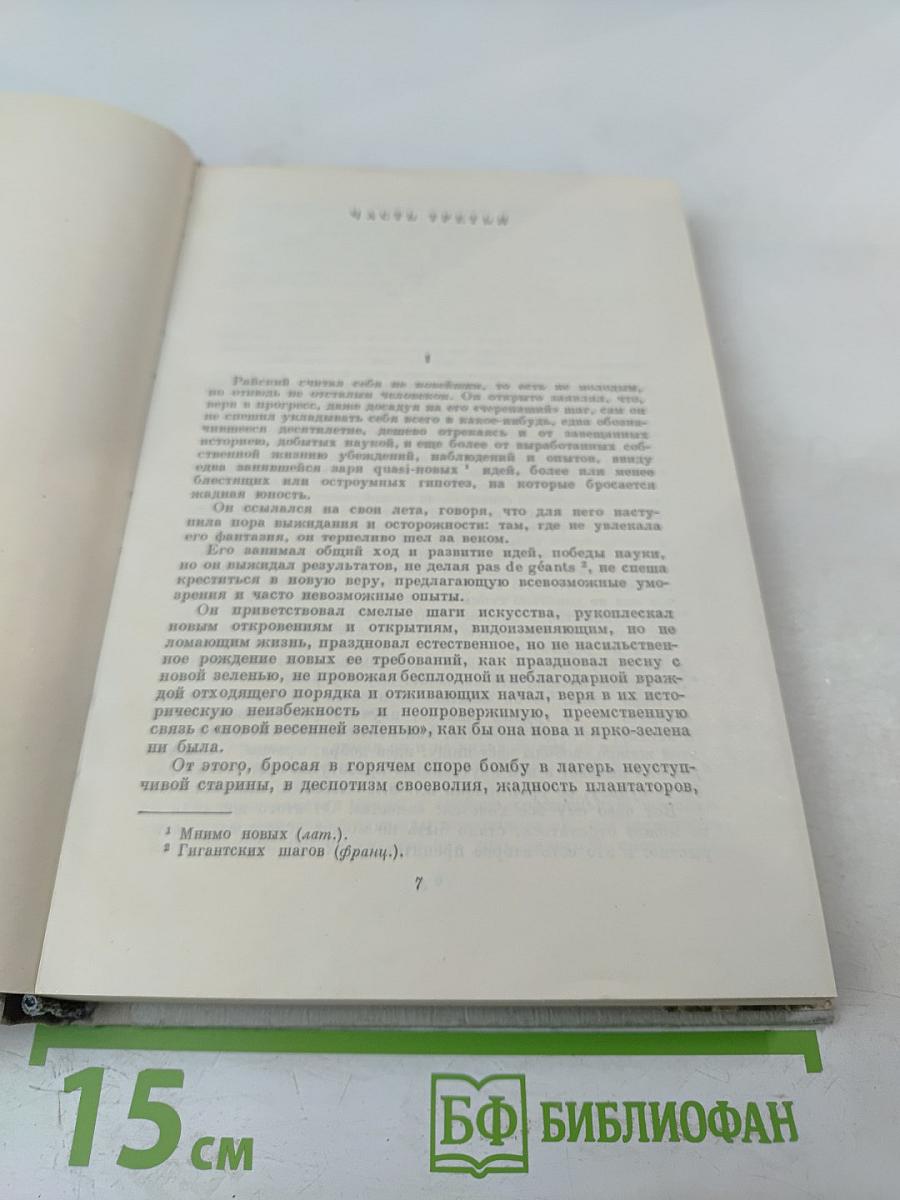 ЧАСТЬ ТРЕТЬЯ
I
Райский считал себя не новейшим, то есть не молодым,
но отнюдь не отсталым человеком. Он открыто заявлял, что,
веря в прогресс, даже досадуя на его «черепаший» шаг, сам он
не спешил укладывать себя всего в какое-нибудь, едва обозна-
чившееся десятилетие, дешево отрекаясь и от завещанных
историею, добытых наукой, и еще более от выработанных соб-
ственной жизнию убеждений, наблюдений и опытов, ввиду
едва занявшейся зари quasi-новых ¹ идей, более или менее
блестящих или остроумных гипотез, на которые бросается
жадная юность.
Он ссылался на свои лета, говоря, что для него насту-
пила пора выжидания и осторожности: там, где не увлекала
его фантазия, он терпеливо шел за веком.
Его занимал общий ход и развитие идей, победы науки,
но он выжидал результатов, не делая pas de géants ², не спеша
креститься в новую веру, предлагающую всевозможные умо-
зрения и часто невозможные опыты.
Он приветствовал смелые шаги искусства, рукоплескал
новым откровениям и открытиям, видоизменяющим, но не
ломающим жизнь, праздновал естественное, но не насильствен-
ное рождение новых ее требований, как праздновал весну с
новой зеленью, не провожая бесплодной и неблагодарной враж-
дой отходящего порядка и отживающих начал, веря в их исто-
рическую неизбежность и неопровержимую, преемственную
связь с «новой весенней зеленью», как бы она нова и ярко-зелена
ни была.
От этого, бросая в горячем споре бомбу в лагерь неуступ-
чивой старины, в деспотизм своеволия, жадность плантаторов,
¹ Мнимо новых (лат.).
² Гигантских шагов (франц.).
7
15 см
БФ БИБЛИОФАН